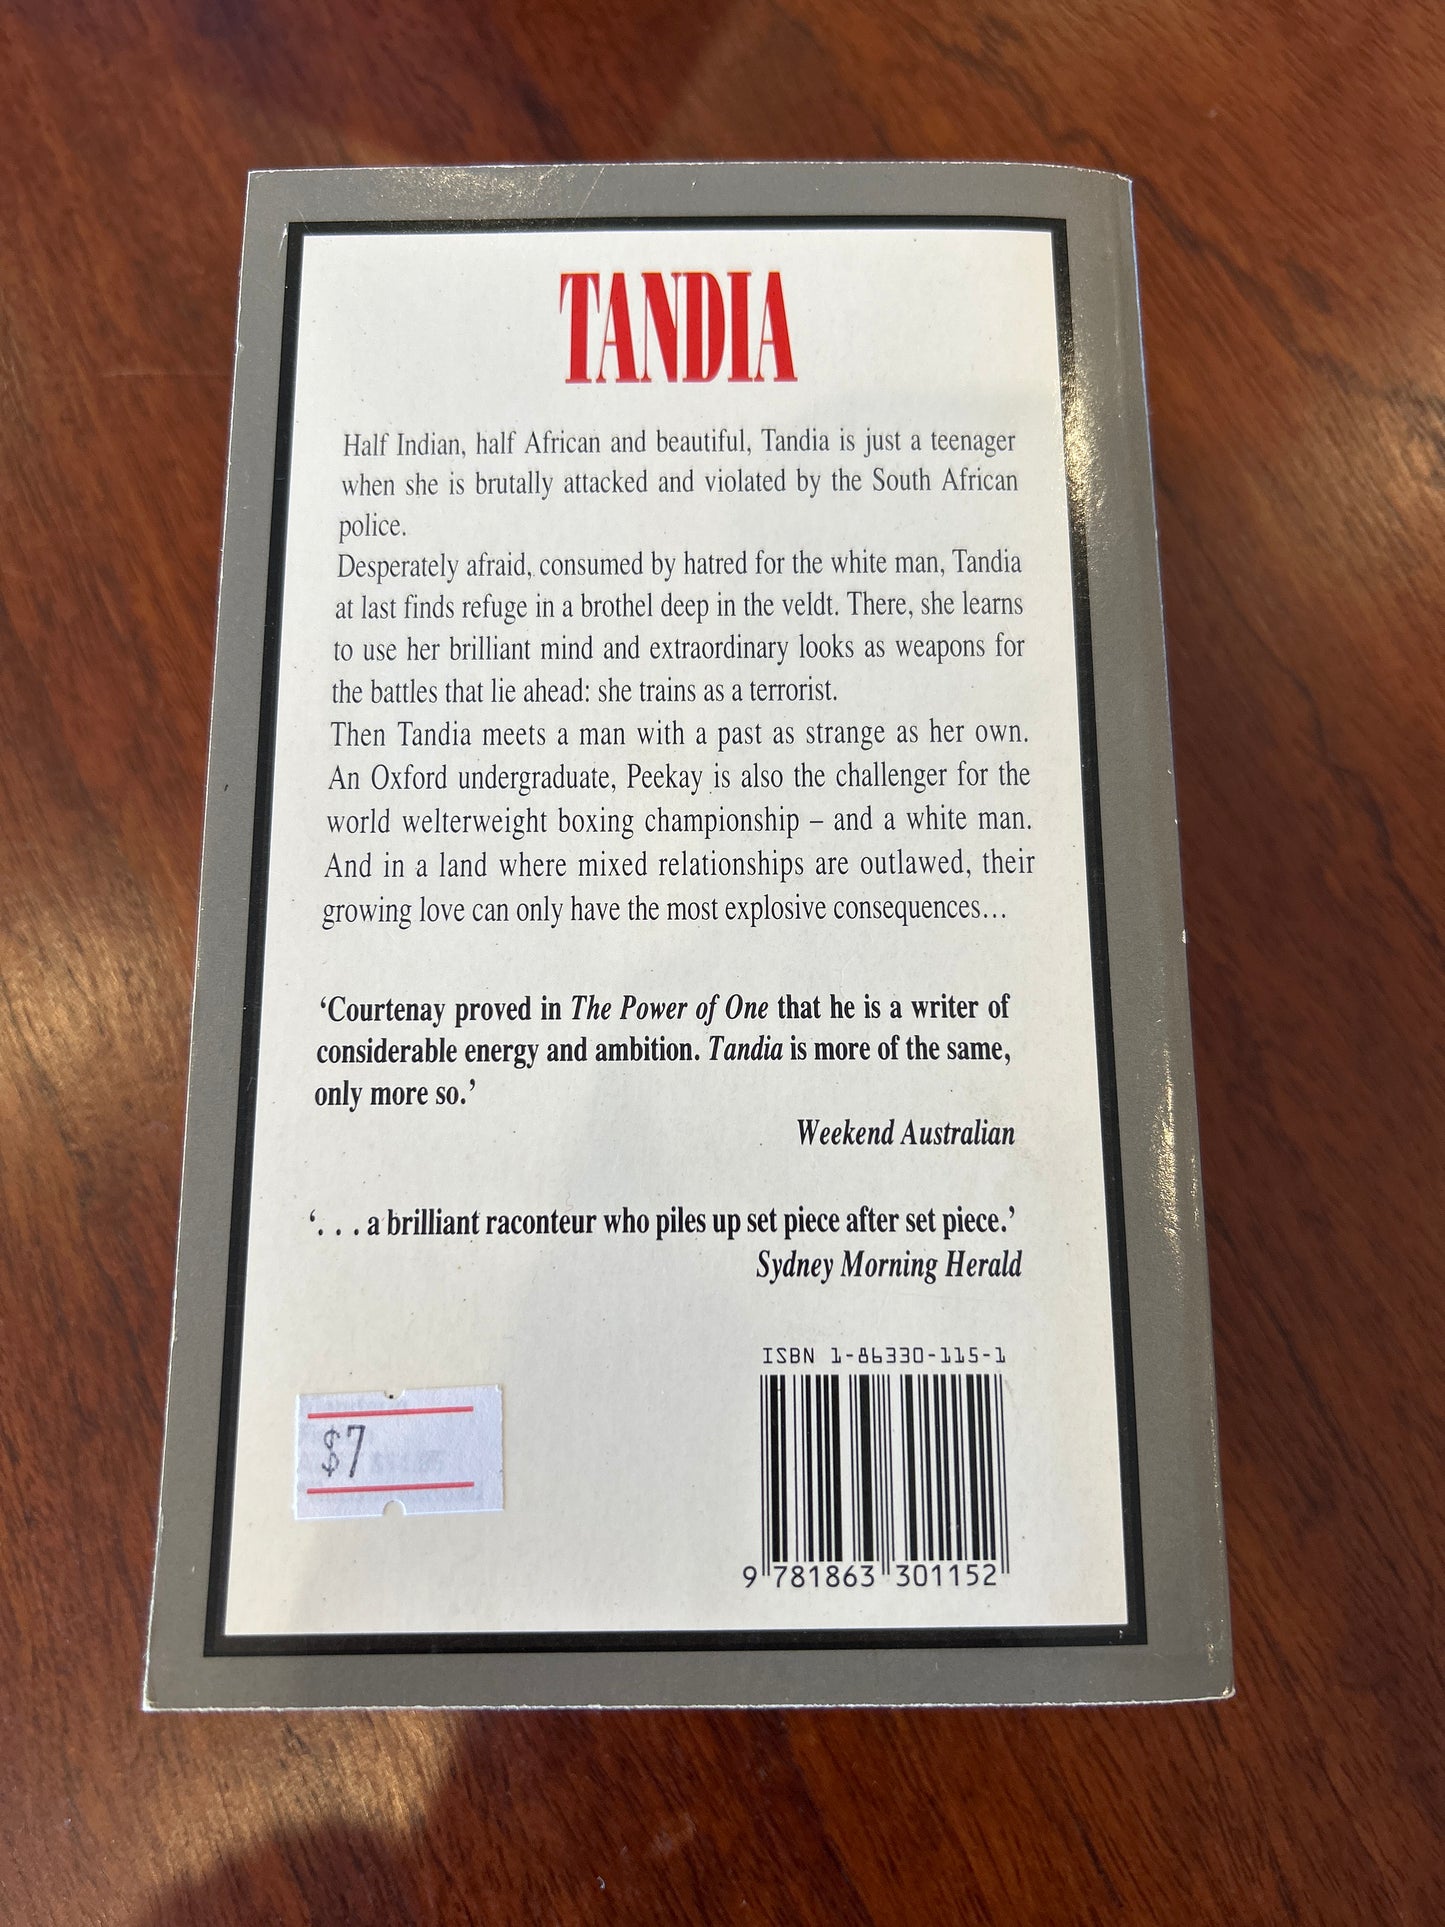 TANDIA
Half Indian, half African and beautiful, Tandia is just a teenager
when she is brutally attacked and violated by the South African
police.
Desperately afraid, consumed by hatred for the white man, Tandia
at last finds refuge in a brothel deep in the veldt. There, she learns
to use her brilliant mind and extraordinary looks as weapons for
the battles that lie ahead: she trains as a terrorist.
Then Tandia meets a man with a past as strange as her own.
An Oxford undergraduate, Peekay is also the challenger for the
world welterweight boxing championship – and a white man.
And in a land where mixed relationships are outlawed, their
growing love can only have the most explosive consequences…
‘Courtenay proved in The Power of One that he is a writer of
considerable energy and ambition. Tandia is more of the same,
only more so.’
Weekend Australian
‘. . . a brilliant raconteur who piles up set piece after set piece.’
Sydney Morning Herald
ISBN 1-86330-115-1
$7
9 781863 301152